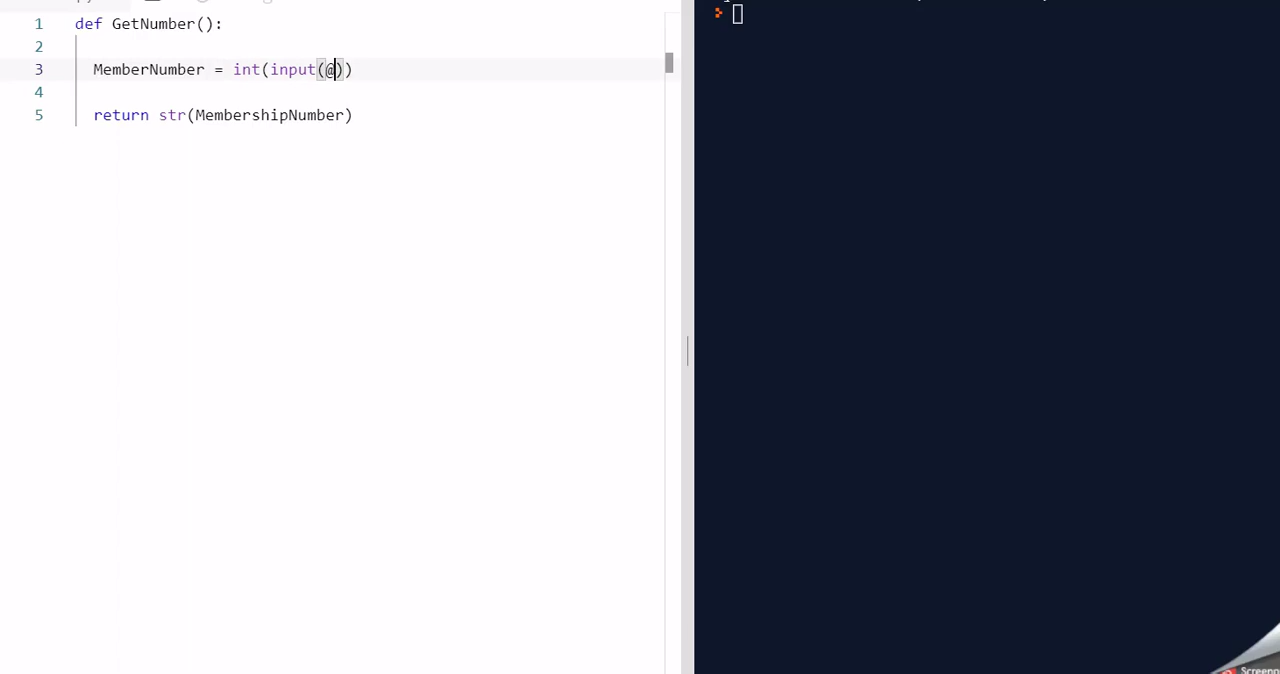 1 def GetNumber():
2
3 MemberNumber = int(input(@))
4
5 return str(MembershipNumber)